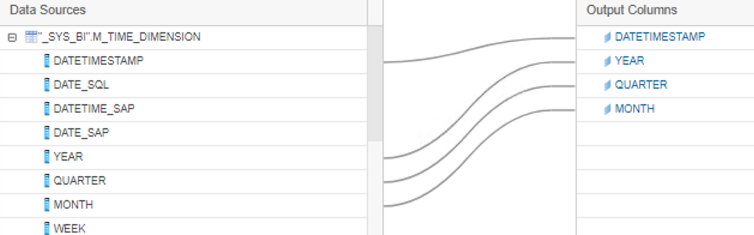 Data Sources
Output Columns
"_SYS_BI".M_TIME_DIMENSION
DATETIMESTAMP
DATE_SQL
DATETIME_SAP
DATE_SAP
YEAR
QUARTER
MONTH
WEEK
DATETIMESTAMP
YEAR
QUARTER
MONTH